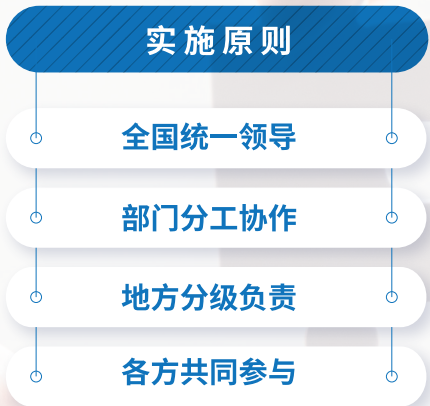 实施原则
全国统一领导
部门分工协作
地方分级负责
各方共同参与